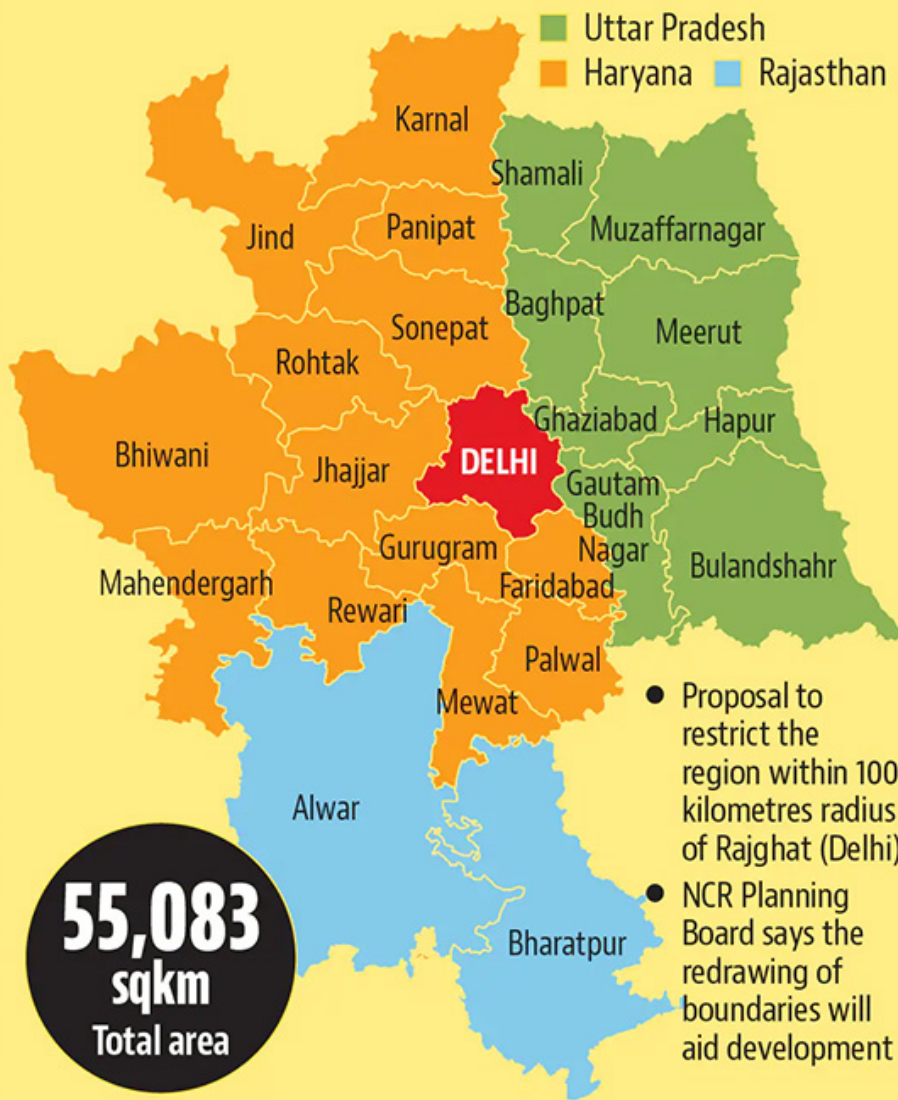 Uttar Pradesh
Haryana
Rajasthan
Karnal
Shamali
Jind
Panipat
Muzaffarnagar
Baghpat
Sonepat
Meerut
Rohtak
Ghaziabad
Hapur
Bhiwani
Jhajjar
DELHI
Gautam
Budh
Nagar
Gurugram
Bulandshahr
Mahendergarh
Faridabad
Rewari
Palwal
Mewat
Alwar
Bharatpur
• Proposal to
restrict the
region within 100
kilometres radius
of Rajghat (Delhi)
• NCR Planning
Board says the
redrawing of
boundaries will
aid development
55,083
sqkm
Total area